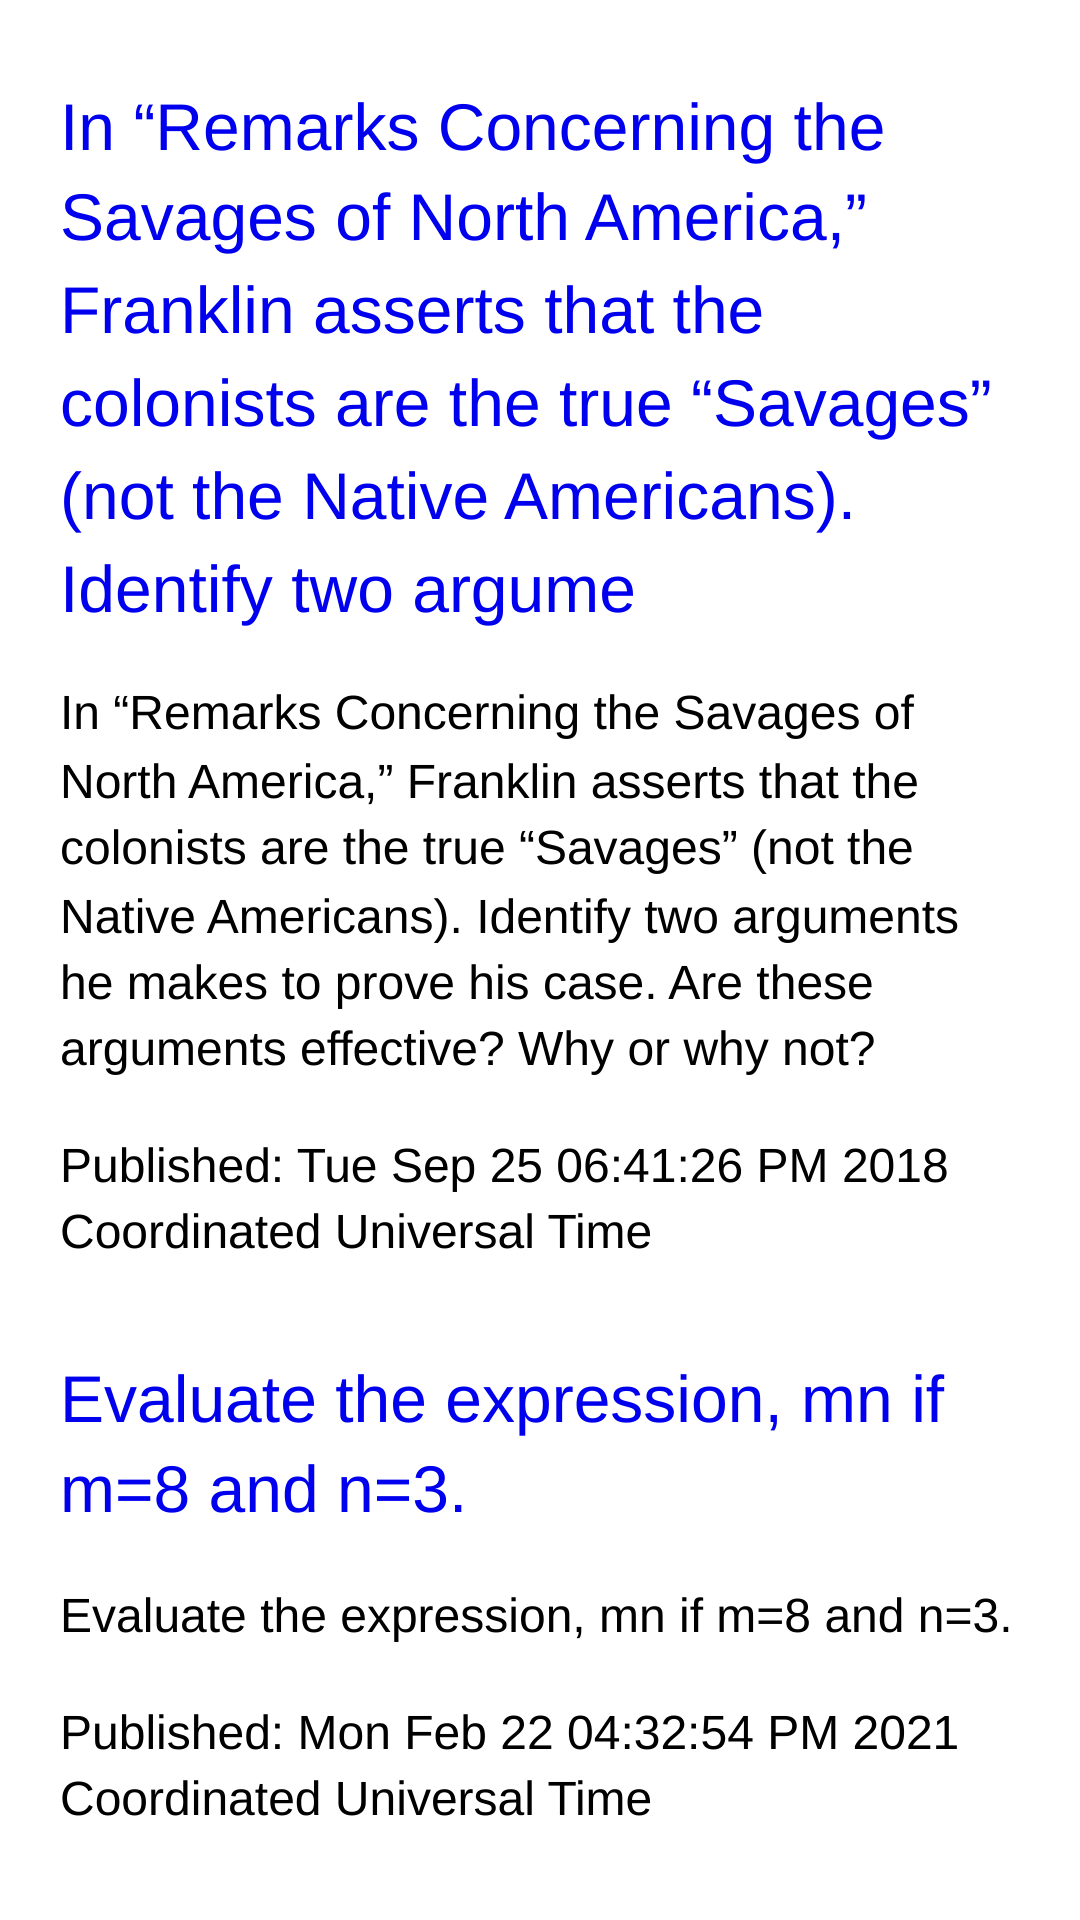 In “Remarks Concerning the
Savages of North America,”
Franklin asserts that the
colonists are the true “Savages”
(not the Native Americans).
Identify two argume
In “Remarks Concerning the Savages of
North America,” Franklin asserts that the
colonists are the true “Savages” (not the
Native Americans). Identify two arguments
he makes to prove his case. Are these
arguments effective? Why or why not?
Published: Tue Sep 25 06:41:26 PM 2018
Coordinated Universal Time
Evaluate the expression, mn if
m=8 and n=3.
Evaluate the expression, mn if m=8 and n=3.
Published: Mon Feb 22 04:32:54 PM 2021
Coordinated Universal Time